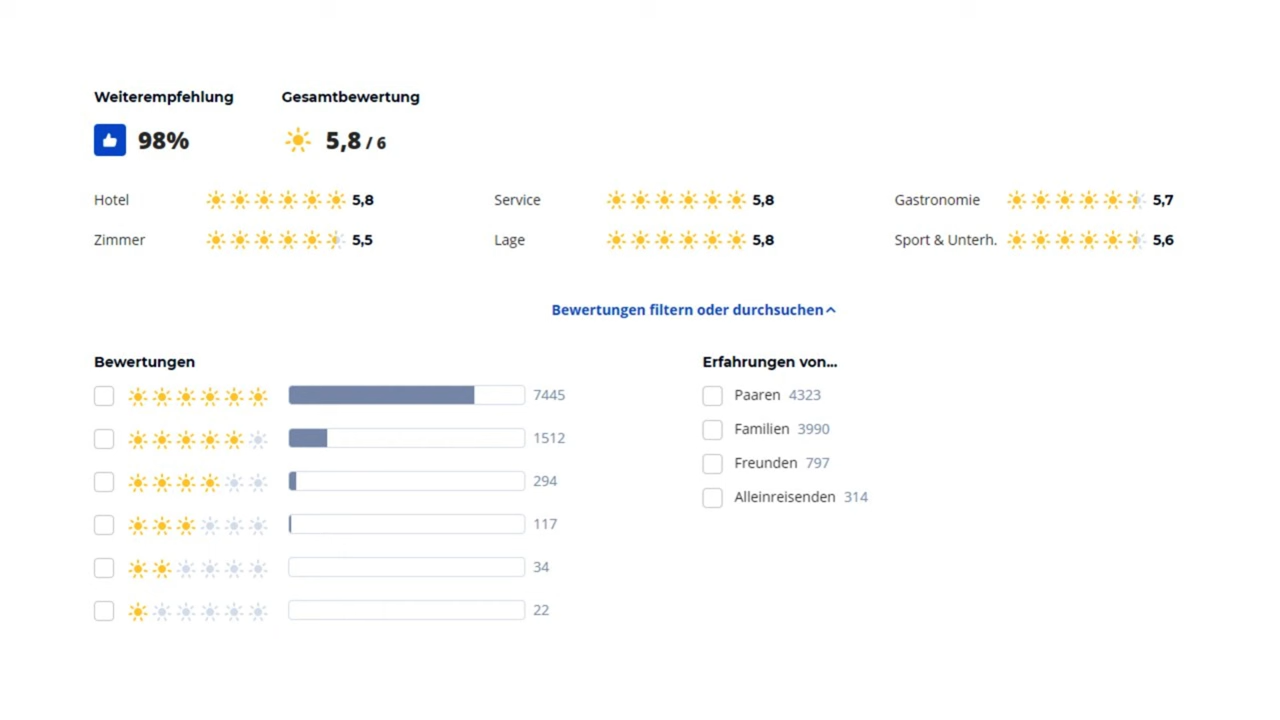 Weiterempfehlung Gesamtbewertung
98% 5,8 / 6
Hotel 5,8 Service 5,8 Gastronomie 5,7
Zimmer 5,5 Lage 5,8 Sport & Unterh. 5,6
Bewertungen filtern oder durchsuchen
Bewertungen
7445
1512
294
117
34
22
Erfahrungen von...
Paaren 4323
Familien 3990
Freunden 797
Alleinreisenden 314